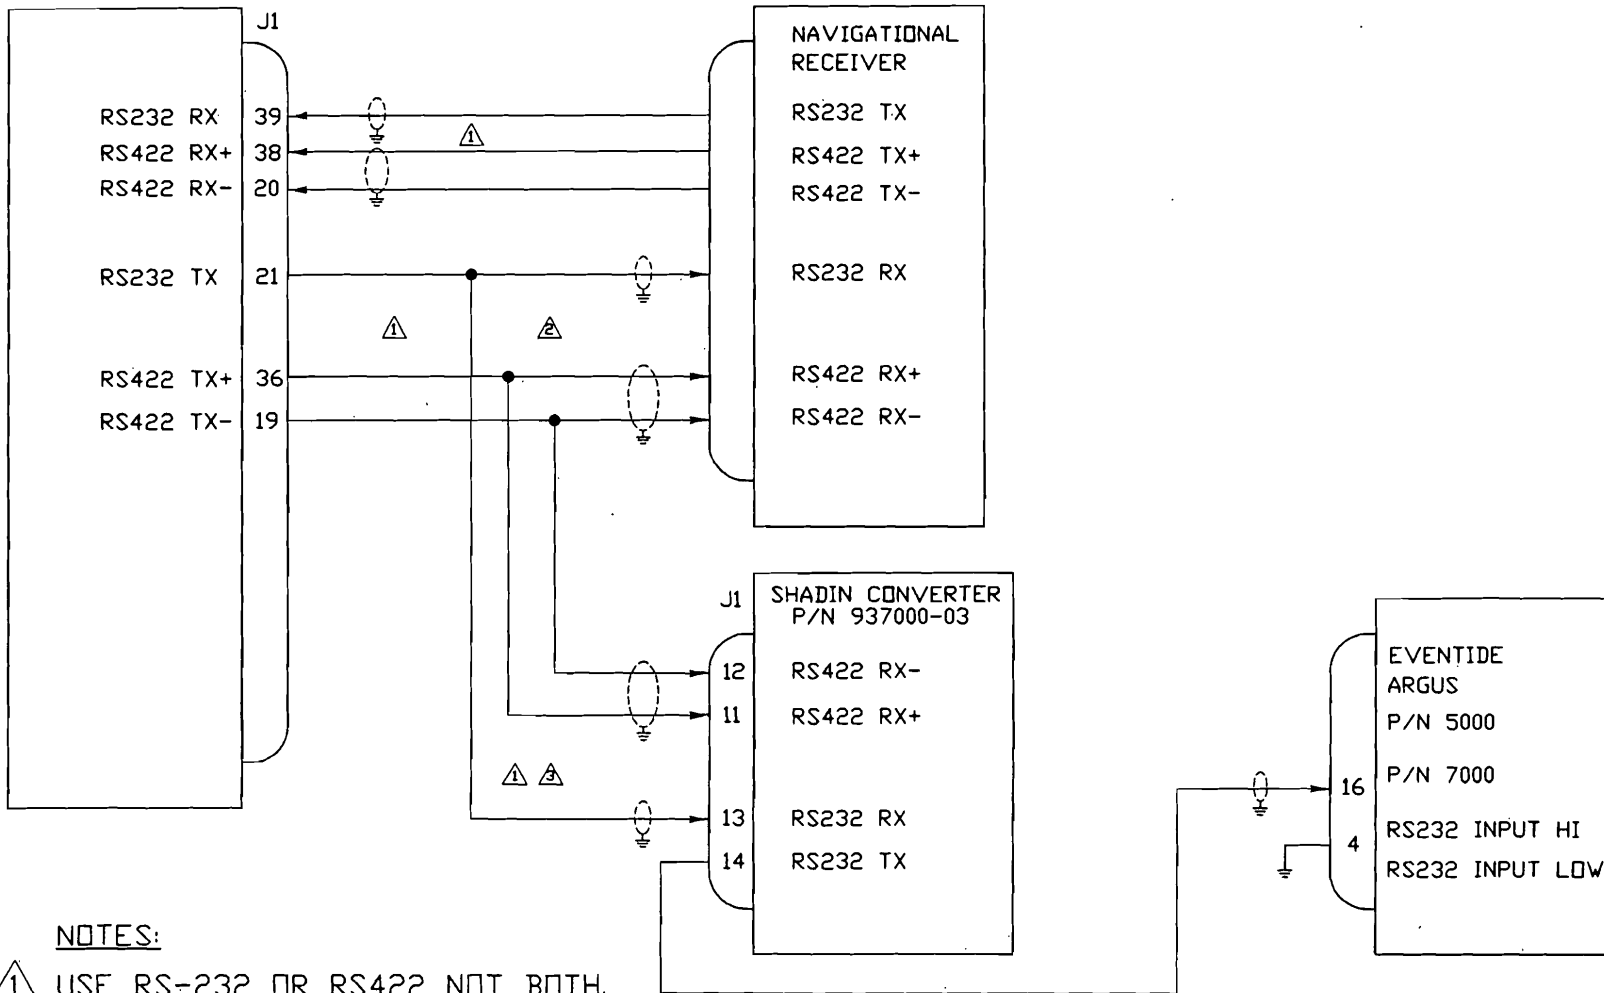 J1
RS232 RX 39
RS422 RX+ 38
RS422 RX- 20
RS232 TX 21
RS422 TX+ 36
RS422 TX- 19
1
1
2
NAVIGATIONAL
RECEIVER
RS232 TX
RS422 TX+
RS422 TX-
RS232 RX
RS422 RX+
RS422 RX-
J1
SHADIN CONVERTER
P/N 937000-03
12 RS422 RX-
11 RS422 RX+
1 3
13 RS232 RX
14 RS232 TX
EVENTIDE
ARGUS
P/N 5000
P/N 7000
16
RS232 INPUT HI
4
RS232 INPUT LOW
NOTES:
1 USE RS-232 OR RS422 NOT BOTH.